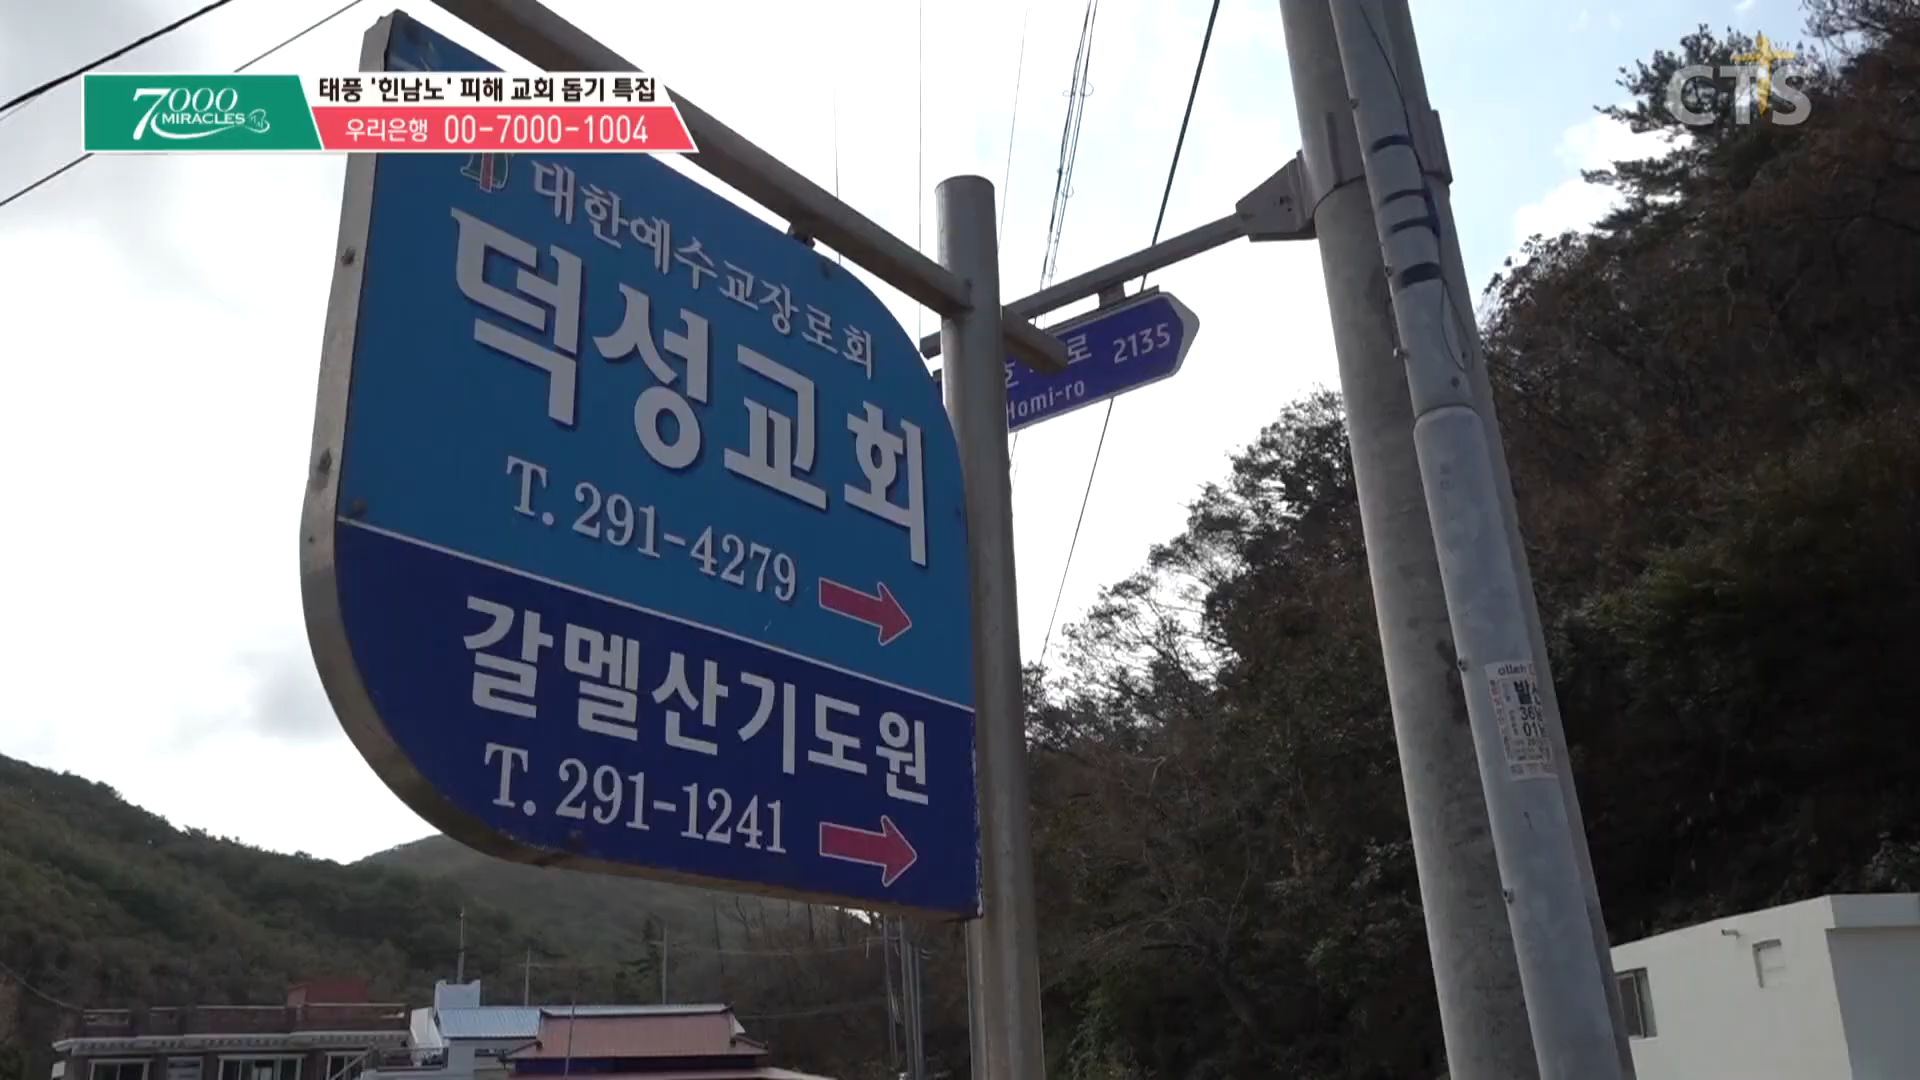 7000
MIRACLES
태풍 '힌남노' 피해 교회 돕기 특집
우리은행 00-7000-1004
CTS
대한예수교장로회
덕성교회
T. 291-4279
갈멜산기도원
T. 291-1241
로 2135
Homi-ro
olleh